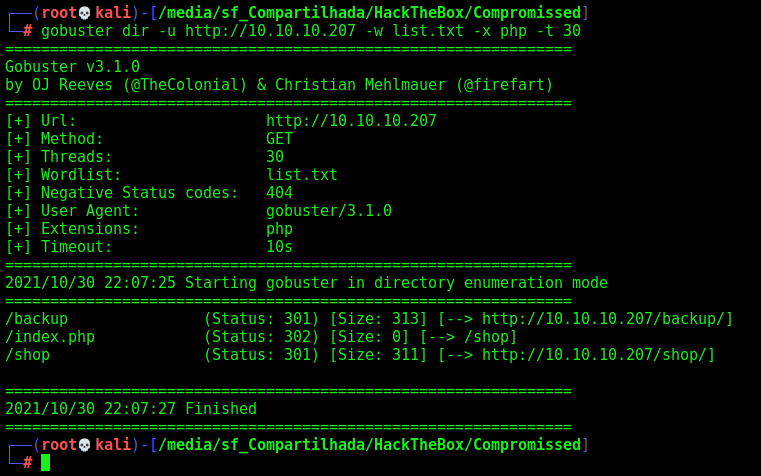 ┌──(root💀kali)-[/media/sf_Compartilhada/HackTheBox/Compromissed]
└─# gobuster dir -u http://10.10.10.207 -w list.txt -x php -t 30
===============================================================
Gobuster v3.1.0
by OJ Reeves (@TheColonial) & Christian Mehlmauer (@firefart)
===============================================================
[+] Url:                     http://10.10.10.207
[+] Method:                  GET
[+] Threads:                 30
[+] Wordlist:                list.txt
[+] Negative Status codes:   404
[+] User Agent:              gobuster/3.1.0
[+] Extensions:              php
[+] Timeout:                 10s
===============================================================
2021/10/30 22:07:25 Starting gobuster in directory enumeration mode
===============================================================
/backup               (Status: 301) [Size: 313] [--> http://10.10.10.207/backup/]
/index.php            (Status: 302) [Size: 0] [--> /shop]
/shop                 (Status: 301) [Size: 311] [--> http://10.10.10.207/shop/]

===============================================================
2021/10/30 22:07:27 Finished
===============================================================
┌──(root💀kali)-[/media/sf_Compartilhada/HackTheBox/Compromissed]
└─#